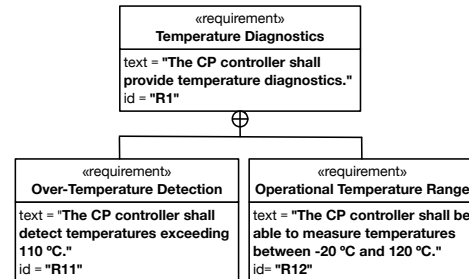 «requirement»
Temperature Diagnostics
text = "The CP controller shall
provide temperature diagnostics."
id = "R1"
«requirement»
Over-Temperature Detection
text = "The CP controller shall
detect temperatures exceeding
110 ºC."
id = "R11"
«requirement»
Operational Temperature Range
text = "The CP controller shall be
able to measure temperatures
between -20 ºC and 120 ºC."
id= "R12"